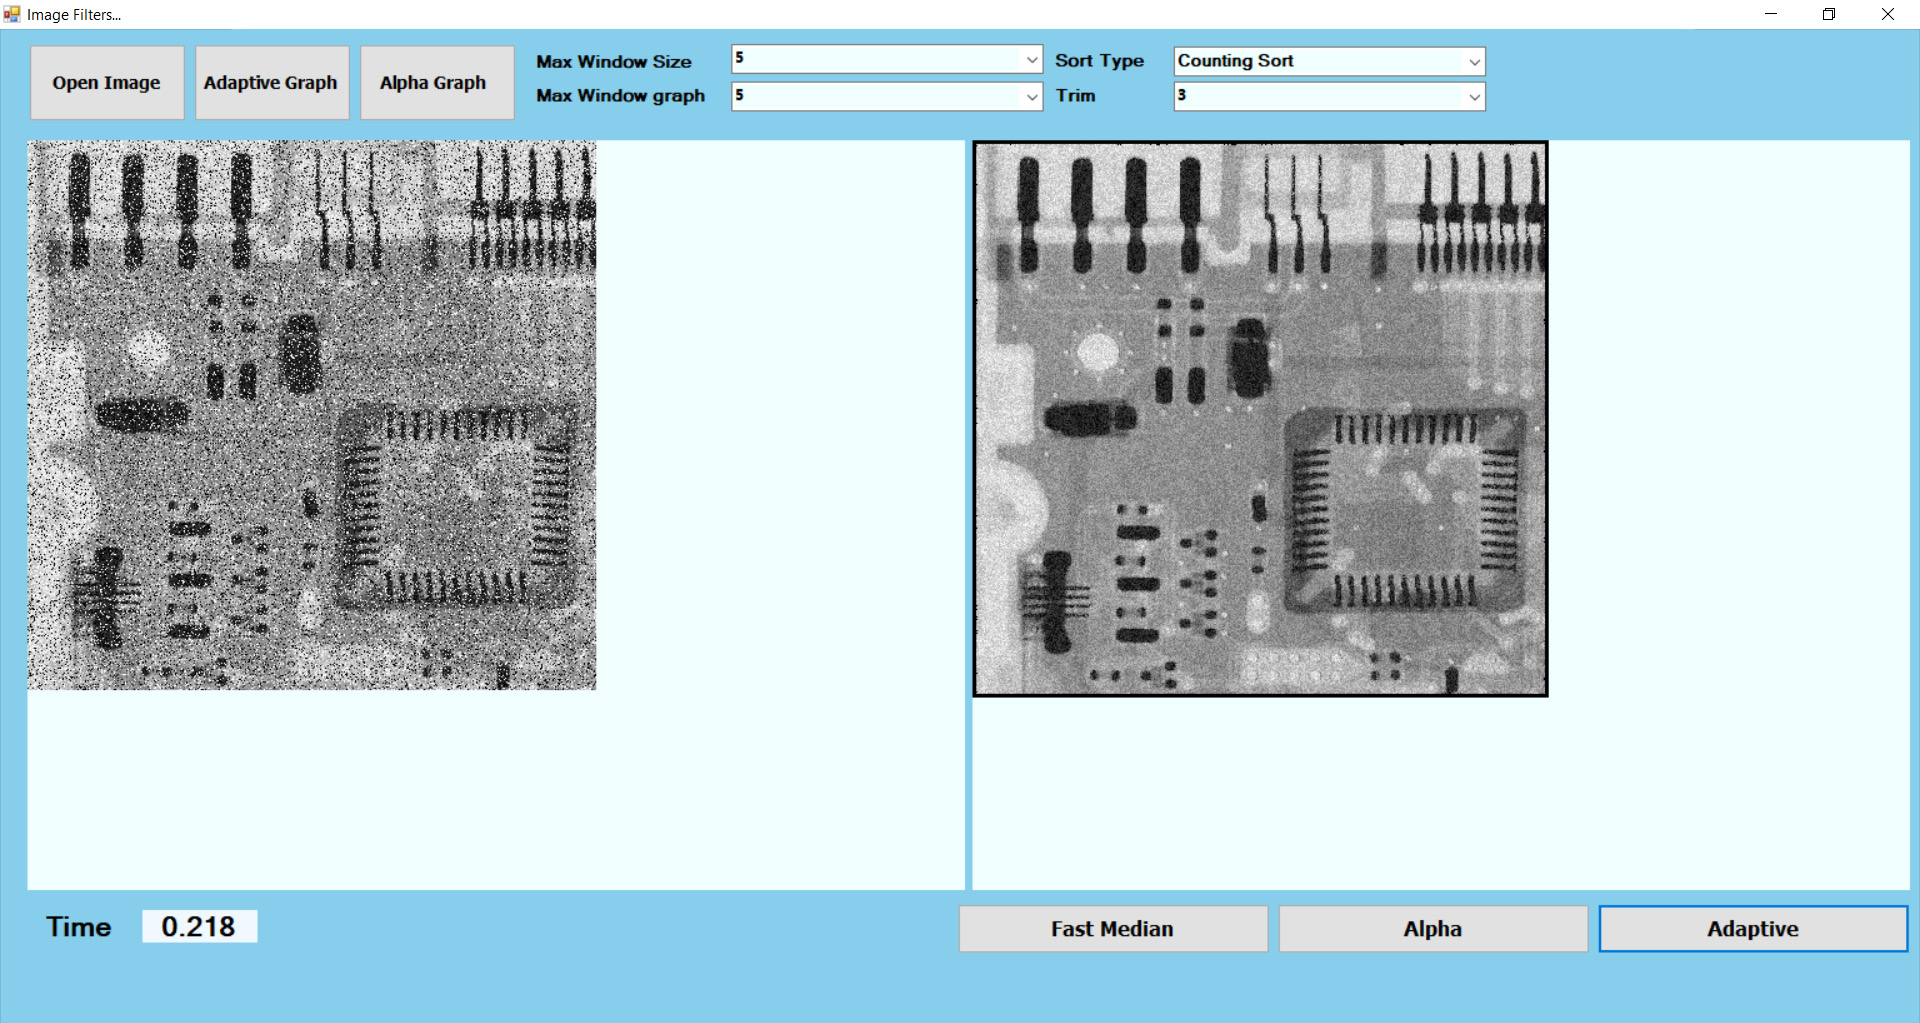 Image Filters...
Open Image
Adaptive Graph
Alpha Graph
Max Window Size
5
Sort Type
Counting Sort
Max Window graph
5
Trim
3
Time
0.218
Fast Median
Alpha
Adaptive